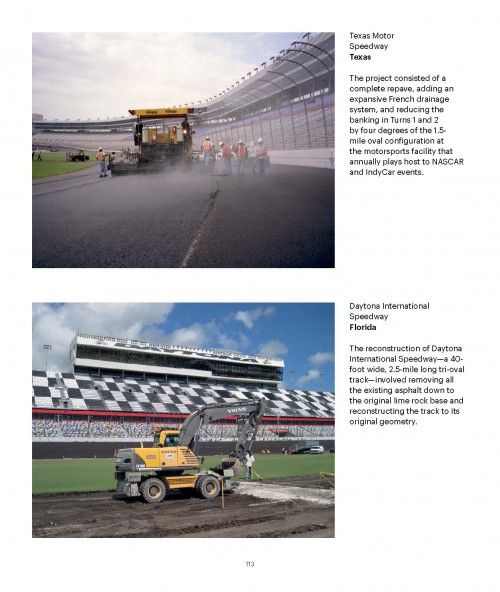 Texas Motor
Speedway
Texas
The project consisted of a
complete repave, adding an
expansive French drainage
system, and reducing the
banking in Turns 1 and 2
by four degrees of the 1.5-
mile oval configuration at
the motorsports facility that
annually plays host to NASCAR
and IndyCar events.
VOLVO
Daytona International
Speedway
Florida
The reconstruction of Daytona
International Speedway—a 40-
foot wide, 2.5-mile long tri-oval
track—involved removing all
the existing asphalt down to
the original lime rock base and
reconstructing the track to its
original geometry.
113